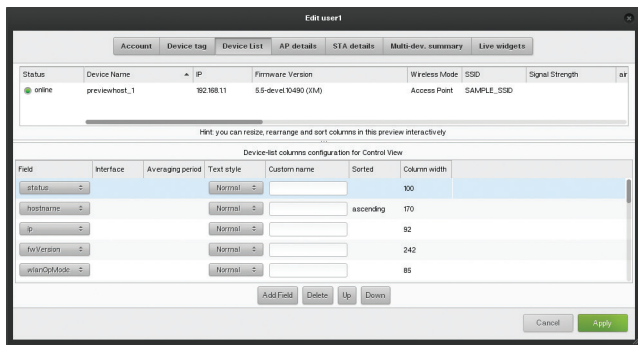 Edit user1
Account Device tag Device List AP details STA details Multi-dev. summary Live widgets
Status Device Name IP Firmware Version Wireless Mode SSID Signal Strength air
online previewhost_1 192.168.1.1 5.5-devel.10490 (XM) Access Point SAMPLE_SSID
Hint: you can resize, rearrange and sort columns in this preview interactively
Device-list columns configuration for Control View
Field Interface Averaging period Text style Custom name Sorted Column width
status Normal 100
hostname Normal ascending 170
ip Normal 92
fwVersion Normal 242
wlanOpMode Normal 85
Add Field Delete Up Down
Cancel Apply